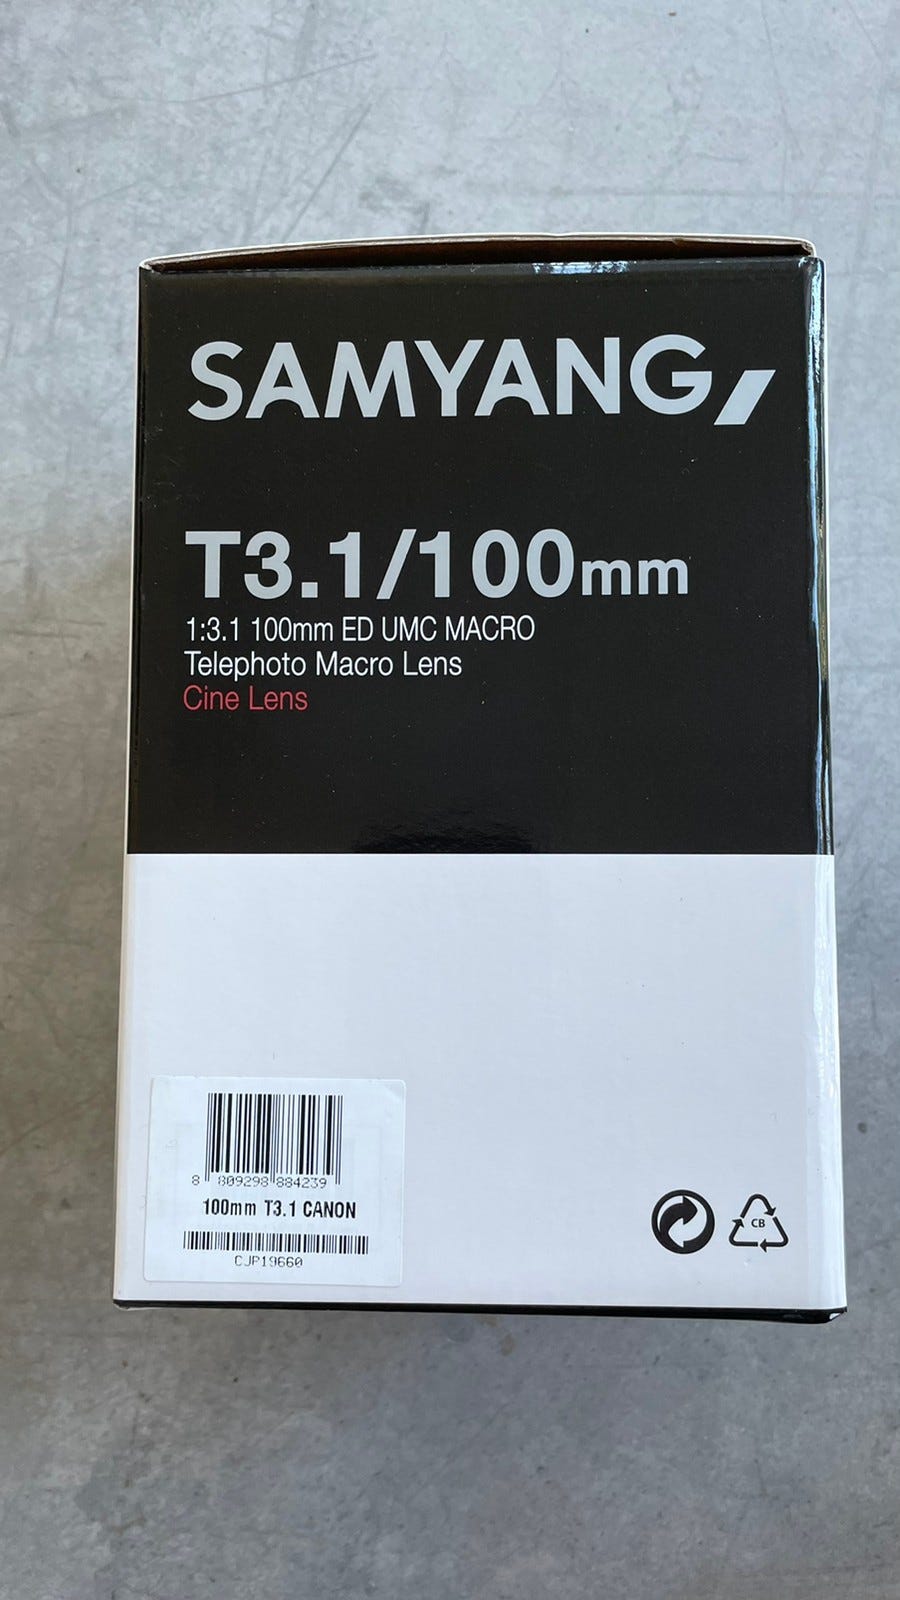 SAMYANG
T3.1/100mm
1:3.1 100mm ED UMC MACRO
Telephoto Macro Lens
Cine Lens
8 809298 884239
100mm T3.1 CANON
CJP19660
CB